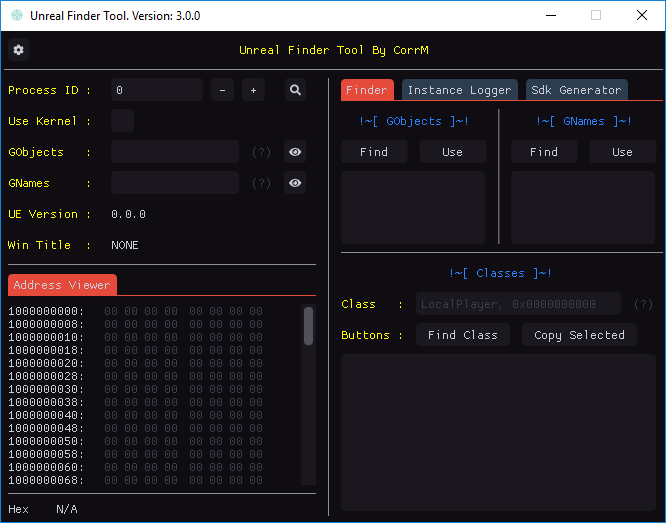 Unreal Finder Tool. Version: 3.0.0
Unreal Finder Tool By CorrM
Process ID : 0 - +
Use Kernel :
GObjects : (?)
GNames : (?)
UE Version : 0.0.0
Win Title : NONE
Address Viewer
1000000000: 00 00 00 00 00 00 00 00
1000000008: 00 00 00 00 00 00 00 00
1000000010: 00 00 00 00 00 00 00 00
1000000018: 00 00 00 00 00 00 00 00
1000000020: 00 00 00 00 00 00 00 00
1000000028: 00 00 00 00 00 00 00 00
1000000030: 00 00 00 00 00 00 00 00
1000000038: 00 00 00 00 00 00 00 00
1000000040: 00 00 00 00 00 00 00 00
1000000048: 00 00 00 00 00 00 00 00
1000000050: 00 00 00 00 00 00 00 00
1000000058: 00 00 00 00 00 00 00 00
1000000060: 00 00 00 00 00 00 00 00
1000000068: 00 00 00 00 00 00 00 00
Hex N/A
Finder Instance Logger Sdk Generator
!~[ GObjects ]~! !~[ GNames ]~!
Find Use Find Use
!~[ Classes ]~!
Class : LocalPlayer, 0x0000000000 (?)
Buttons : Find Class Copy Selected